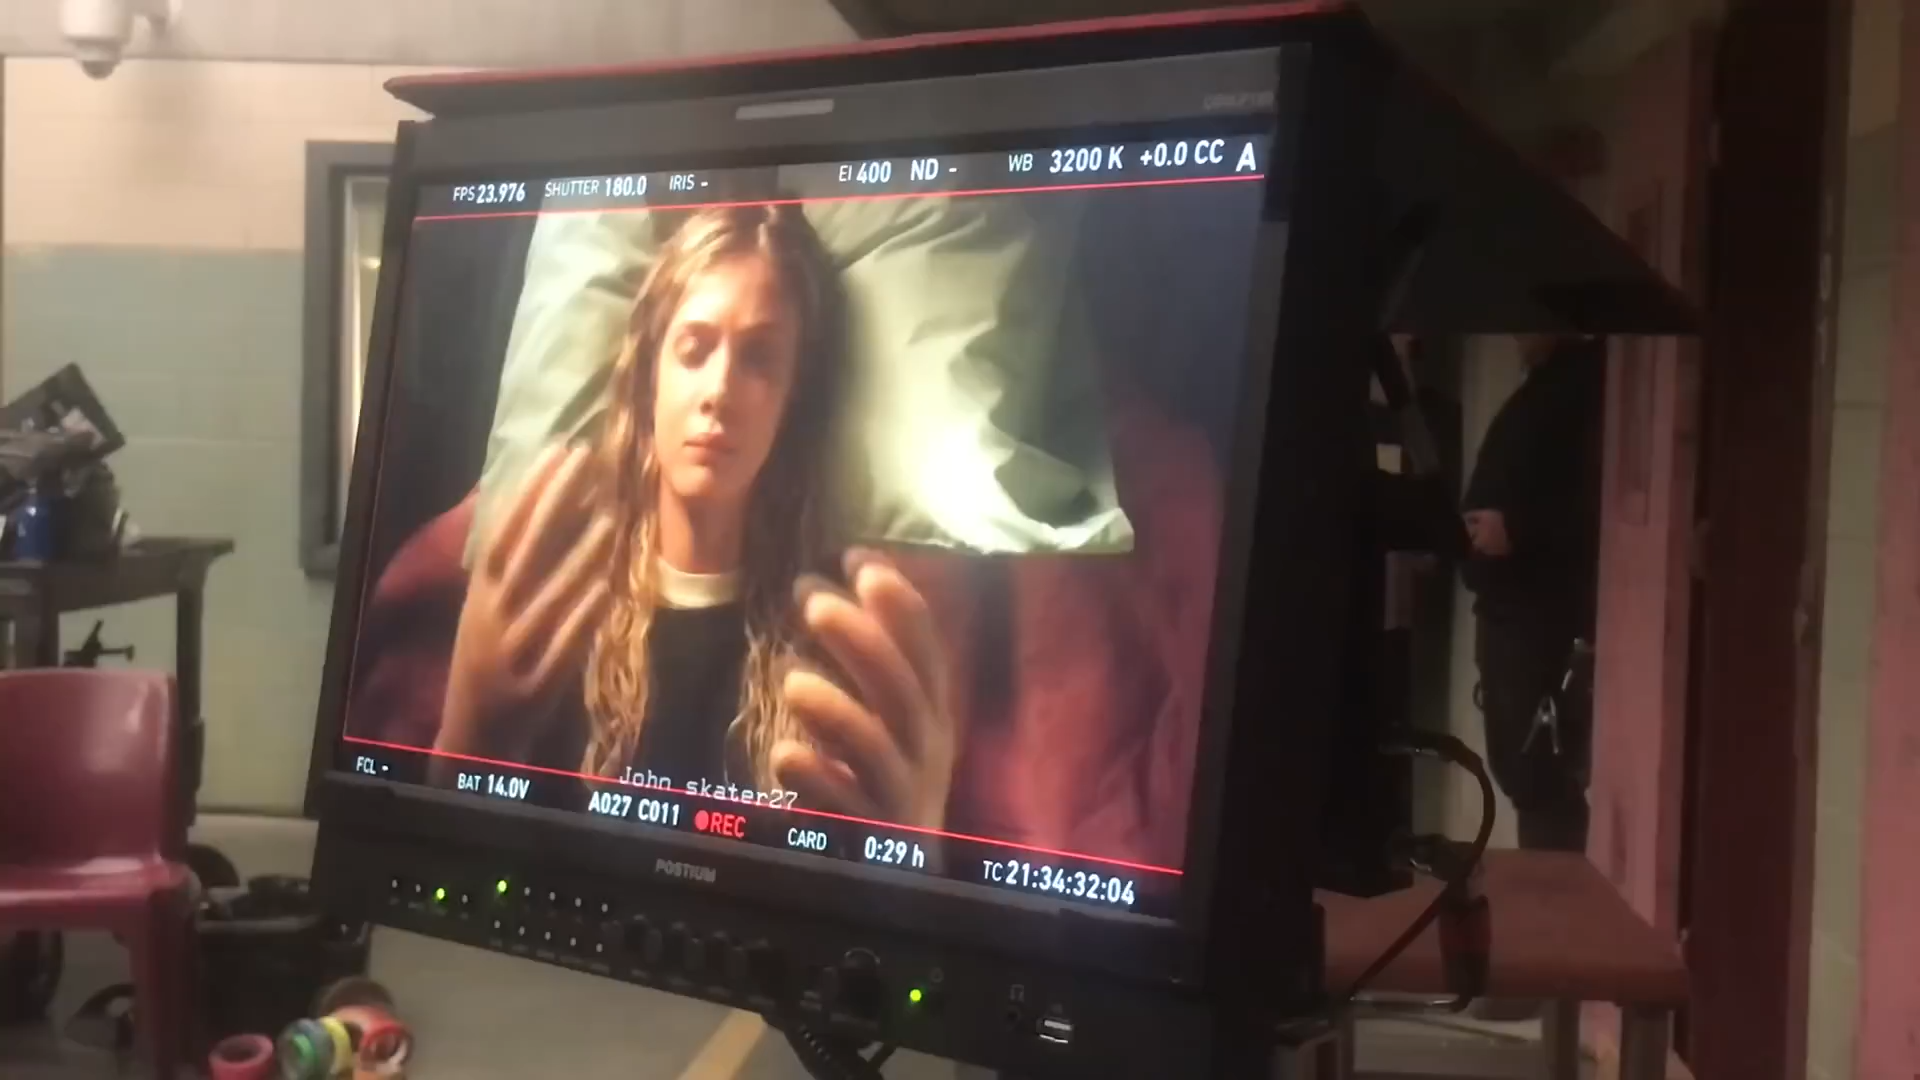 FPS 23.976 SHUTTER 180.0 IRIS - EI 400 ND - WB 3200 K +0.0 CC A
John skater27
FCL - BAT 14.0V A027 C011 REC CARD 0:29 h TC 21:34:32:04
POSTIUM